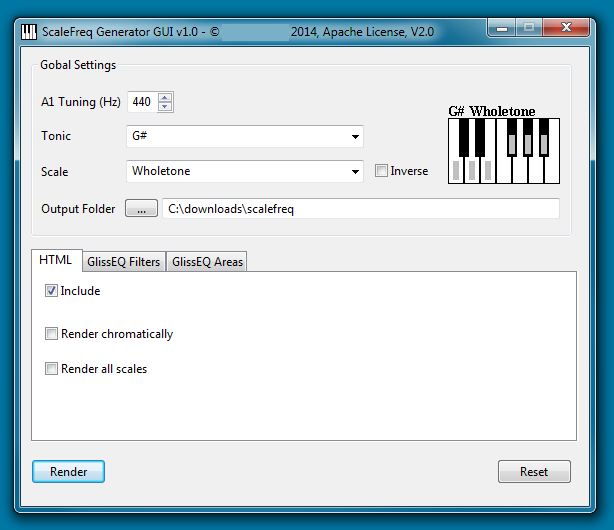 ScaleFreq Generator GUI v1.0 - © 2014, Apache License, V2.0
Gobal Settings
A1 Tuning (Hz) 440
G# Wholetone
Tonic G#
Scale Wholetone Inverse
Output Folder ... C:\downloads\scalefreq
HTML GlissEQ Filters GlissEQ Areas
Include
Render chromatically
Render all scales
Render Reset